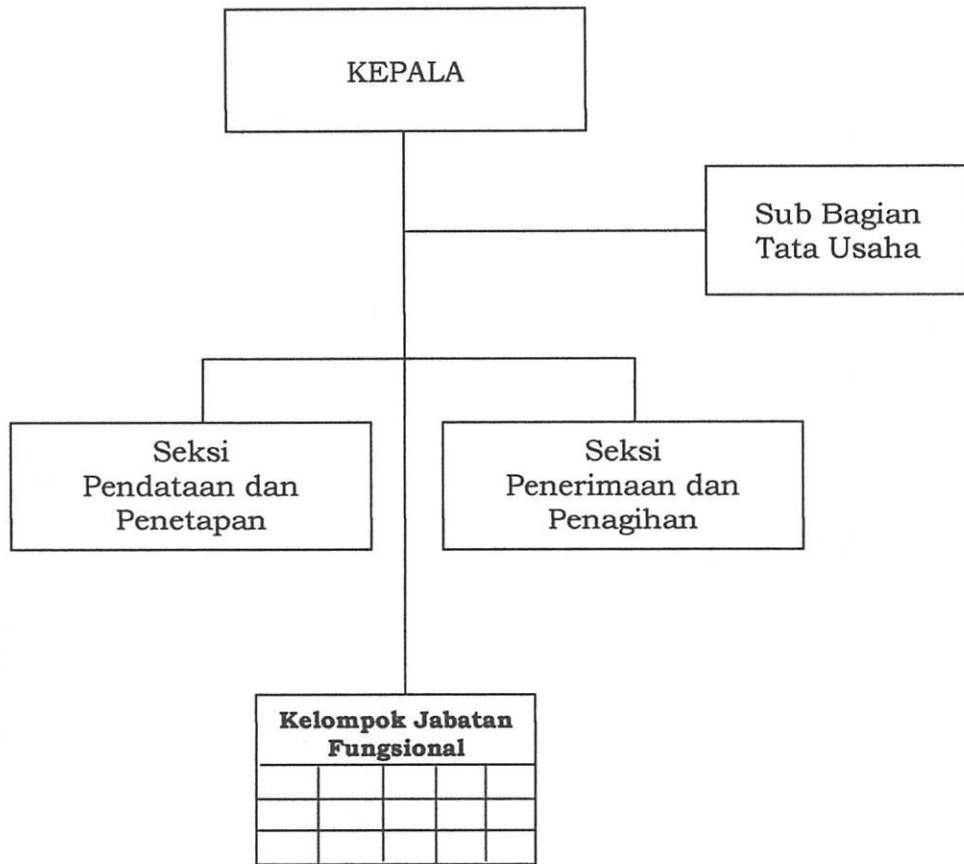 KEPALA
Sub Bagian
Tata Usaha
Seksi
Pendataan dan
Penetapan
Seksi
Penerimaan dan
Penagihan
Kelompok Jabatan
Fungsional